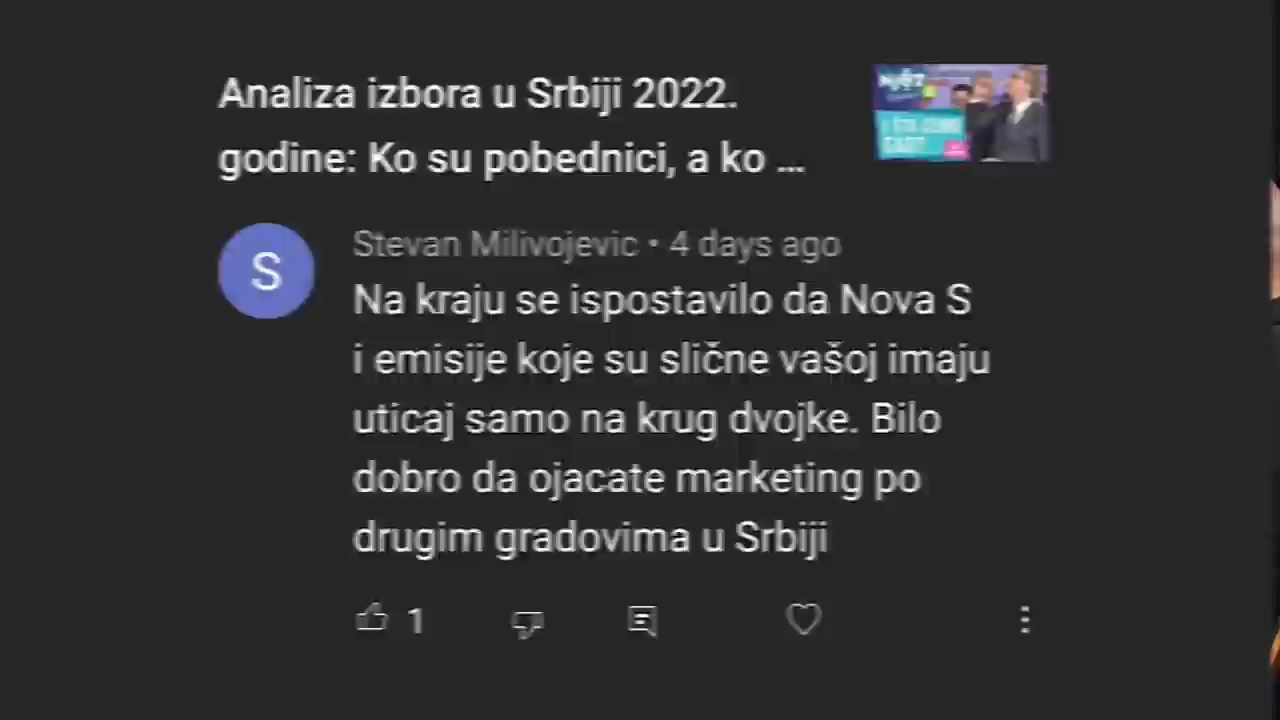 Analiza izbora u Srbiji 2022.
godine: Ko su pobednici, a ko ...
S
Stevan Milivojevic • 4 days ago
Na kraju se ispostavilo da Nova S
i emisije koje su slične vašoj imaju
uticaj samo na krug dvojke. Bilo
dobro da ojacate marketing po
drugim gradovima u Srbiji
1